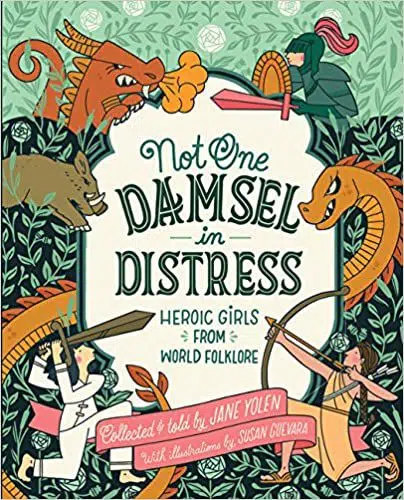 Not One
DAMSEL
in
DISTRESS
HEROIC GIRLS
FROM
WORLD FOLKLORE
Collected & told by JANE YOLEN
With illustrations by SUSAN GUEVARA